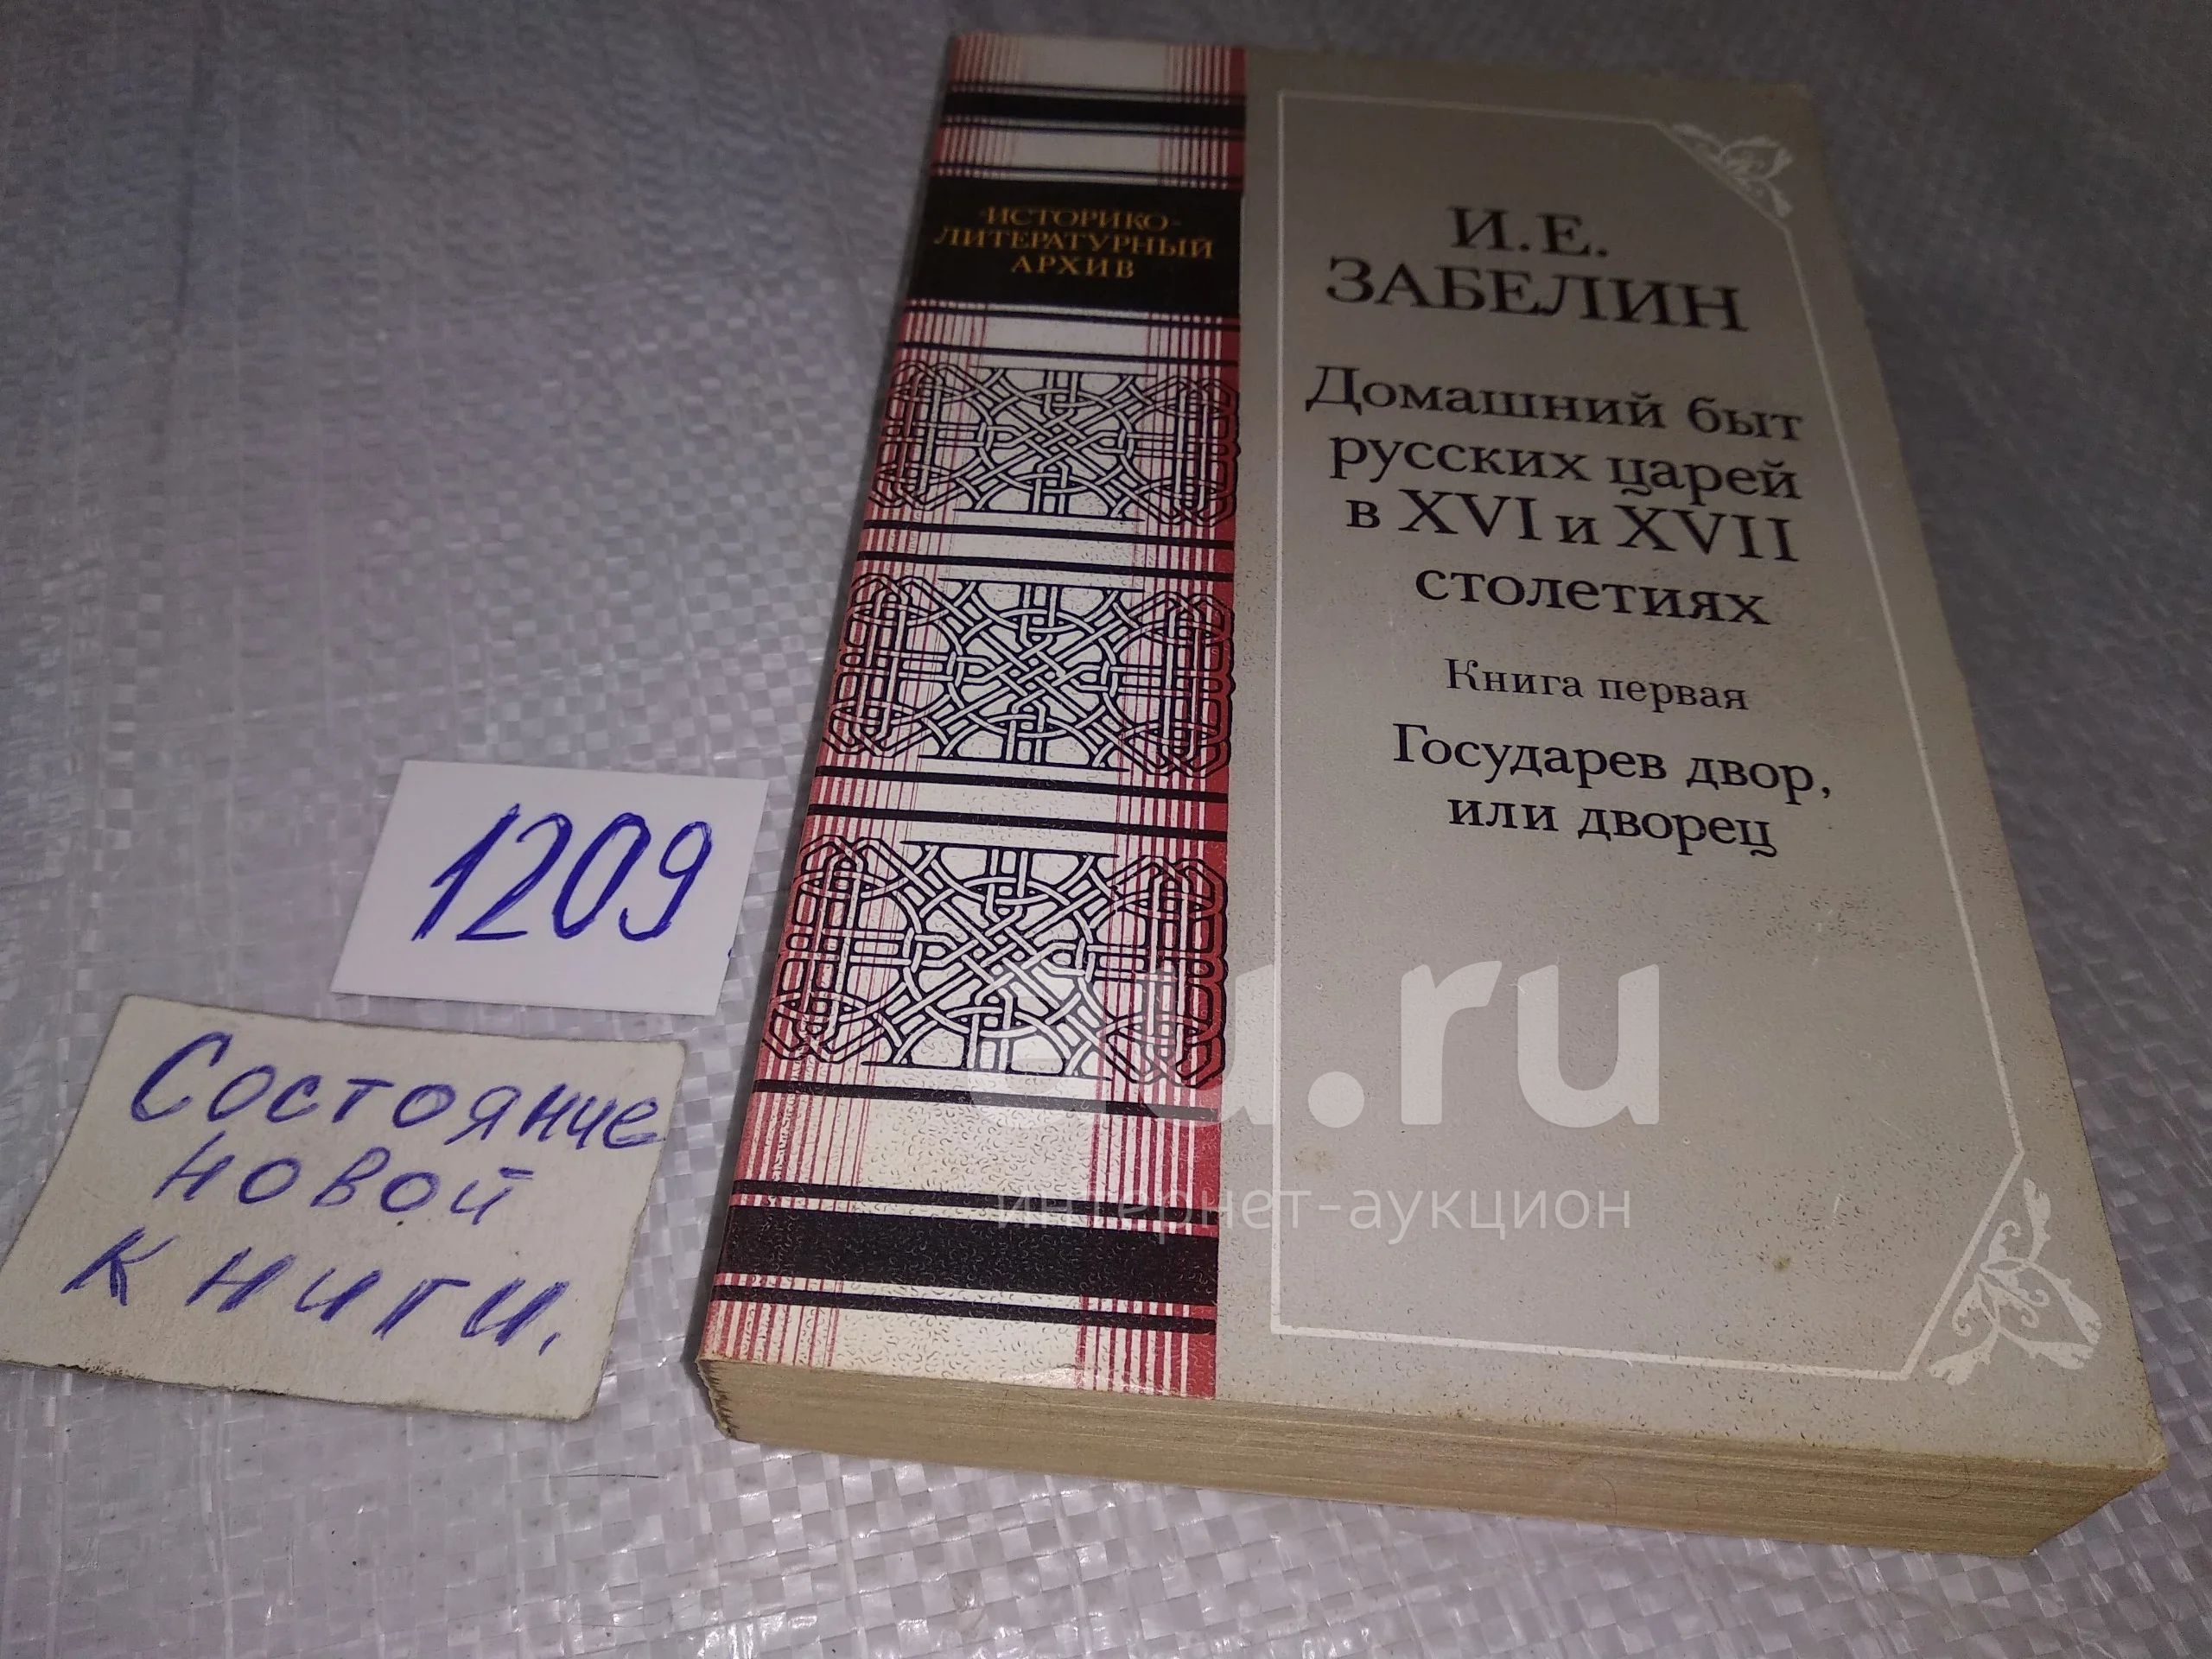 ИСТОРИКО-
ЛИТЕРАТУРНЫЙ
АРХИВ
И.Е.
ЗАБЕЛИН
Домашний быт
русских царей
в XVI и XVII
столетиях
Книга первая
Государев двор,
или дворец
1209
Состояние
новой
книги.
au.ru
интернет-аукцион